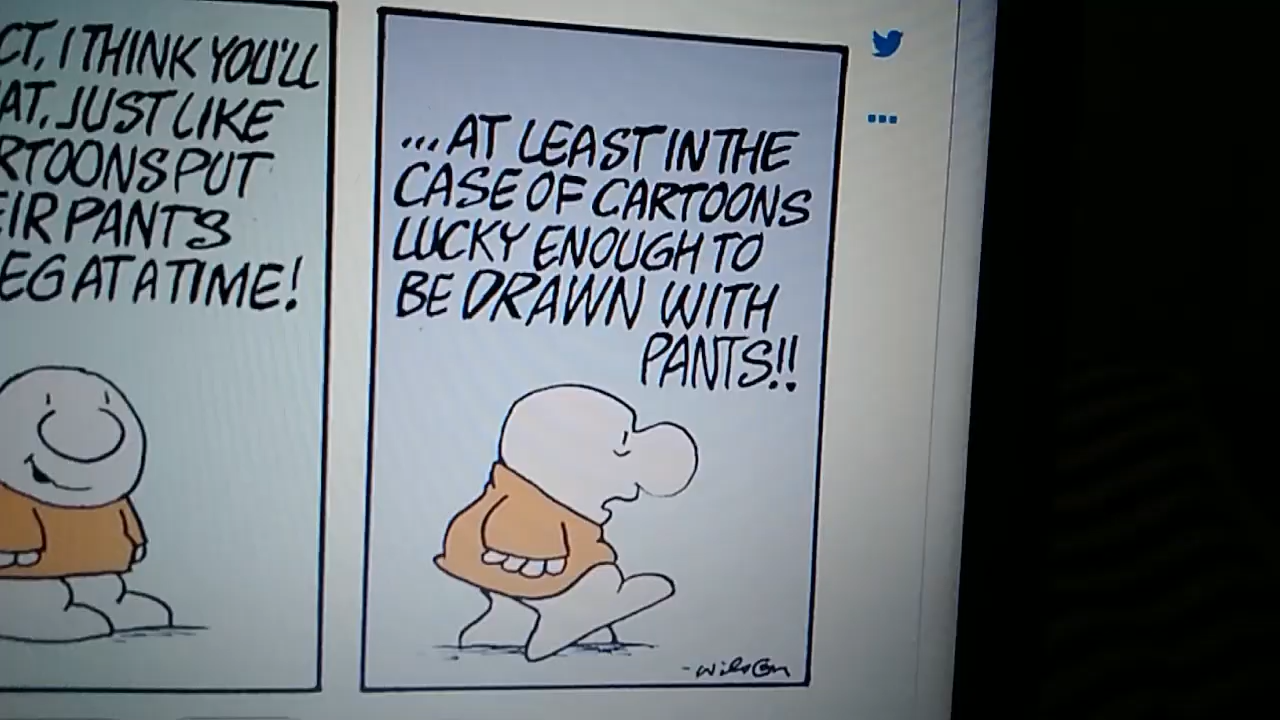 CT, I THINK YOU'LL
AT, JUST LIKE
RTOONS PUT
EIR PANTS
EG AT A TIME!
...AT LEAST IN THE
CASE OF CARTOONS
LUCKY ENOUGH TO
BE DRAWN WITH
PANTS!!
-Wilson